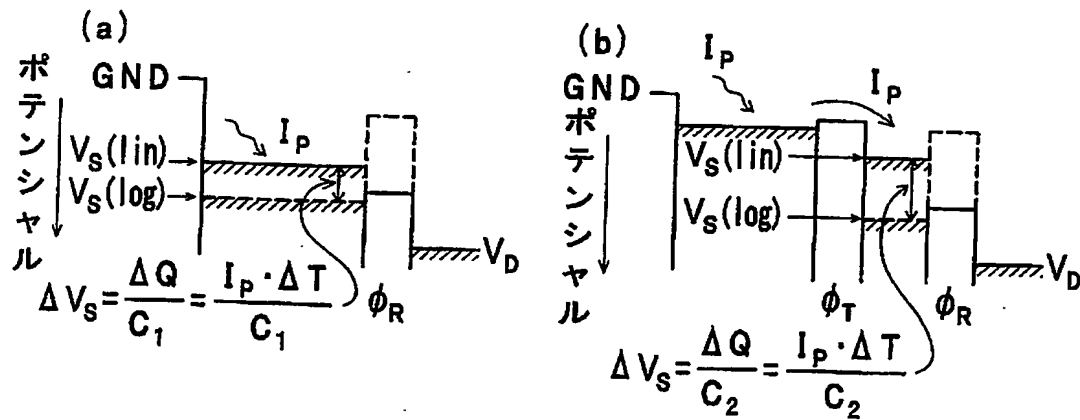 (a)
GND
ポテンシャル
I_P
V_S(lin)
V_S(log)
V_D
ΔV_S = ΔQ/C_1 = I_P・ΔT/C_1
φ_R
(b)
GND
ポテンシャル
I_P
I_P
V_S(lin)
V_S(log)
V_D
φ_T
φ_R
ΔV_S = ΔQ/C_2 = I_P・ΔT/C_2